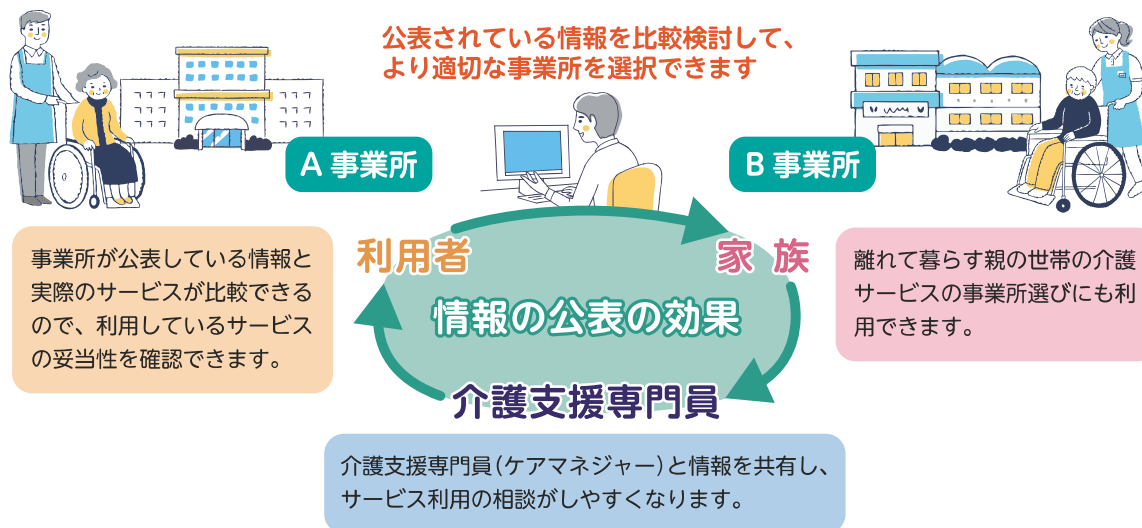 公表されている情報を比較検討して、
より適切な事業所を選択できます
A 事業所
B 事業所
利用者
家 族
事業所が公表している情報と
実際のサービスが比較できる
ので、利用しているサービス
の妥当性を確認できます。
離れて暮らす親の世帯の介護
サービスの事業所選びにも利
用できます。
情報の公表の効果
介護支援専門員
介護支援専門員(ケアマネジャー)と情報を共有し、
サービス利用の相談がしやすくなります。